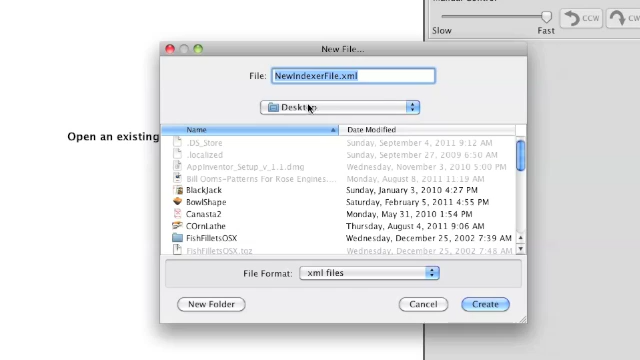 Manual Control
CCW
CW
Slow
Fast
New File...
File:
NewIndexerFile.xml
Desktop
Open an existing
Name
Date Modified
.DS_Store
Sunday, September 4, 2011 9:12 AM
.localized
Sunday, September 27, 2009 6:50 AM
AppInventor_Setup_v_1.1.dmg
Wednesday, November 3, 2010 5:00 PM
Bill Ooms-Patterns For Rose Engines....
Monday, August 8, 2011 11:19 AM
BlackJack
Sunday, January 3, 2010 4:27 PM
BowlShape
Saturday, February 5, 2011 4:55 PM
Canasta2
Monday, May 31, 2010 1:54 PM
COrnLathe
Thursday, August 4, 2011 9:06 AM
FishFilletsOSX
Wednesday, December 25, 2002 7:39 AM
FishFilletsOSX.toz
Wednesday, December 25, 2002 7:48 AM
File Format:
xml files
New Folder
Cancel
Create